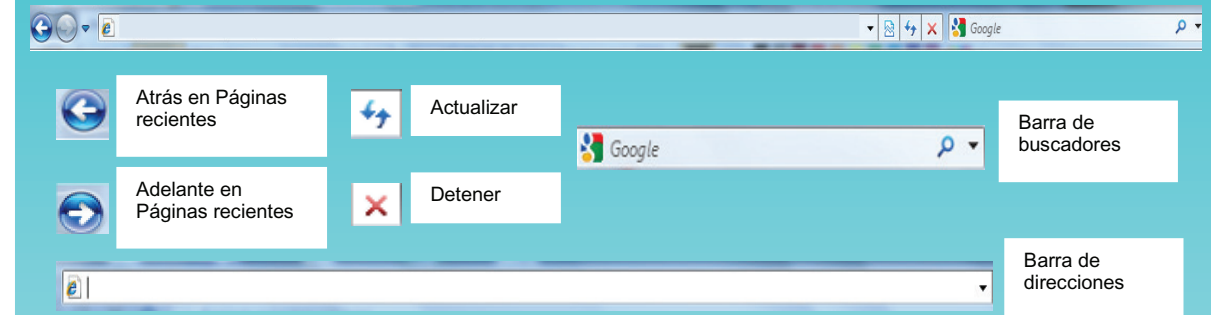 Google
Atrás en Páginas
recientes
Actualizar
Google
Barra de
buscadores
Adelante en
Páginas recientes
Detener
Barra de
direcciones